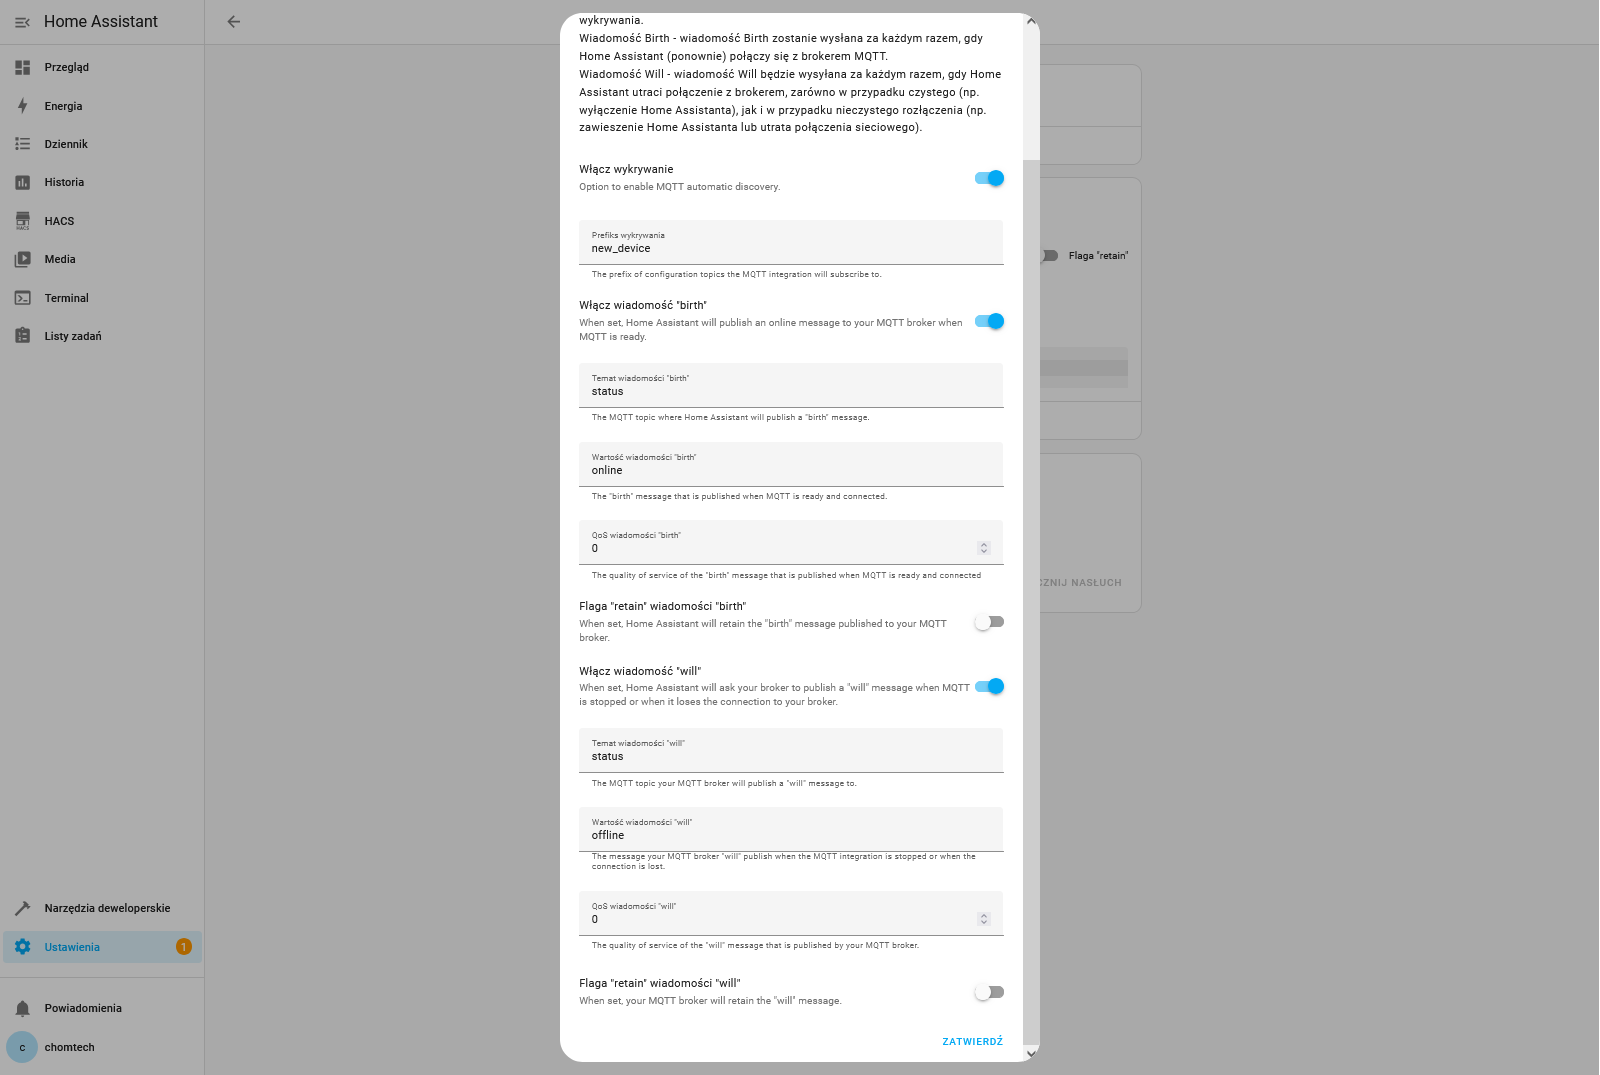 Home Assistant
Przegląd
Energia
Dziennik
Historia
HACS
Media
Terminal
Listy zadań
Narzędzia deweloperskie
Ustawienia
1
Powiadomienia
c
chomtech
wykrywania.
Wiadomość Birth - wiadomość Birth zostanie wysłana za każdym razem, gdy
Home Assistant (ponownie) połączy się z brokerem MQTT.
Wiadomość Will - wiadomość Will będzie wysyłana za każdym razem, gdy Home
Assistant utraci połączenie z brokerem, zarówno w przypadku czystego (np.
wyłączenie Home Assistanta), jak i w przypadku nieczystego rozłączenia (np.
zawieszenie Home Assistanta lub utrata połączenia sieciowego).
Włącz wykrywanie
Option to enable MQTT automatic discovery.
Prefiks wykrywania
new_device
The prefix of configuration topics the MQTT integration will subscribe to.
Włącz wiadomość "birth"
When set, Home Assistant will publish an online message to your MQTT broker when
MQTT is ready.
Temat wiadomości "birth"
status
The MQTT topic where Home Assistant will publish a "birth" message.
Wartość wiadomości "birth"
online
The "birth" message that is published when MQTT is ready and connected.
QoS wiadomości "birth"
0
The quality of service of the "birth" message that is published when MQTT is ready and connected
Flaga "retain" wiadomości "birth"
When set, Home Assistant will retain the "birth" message published to your MQTT
broker.
Włącz wiadomość "will"
When set, Home Assistant will ask your broker to publish a "will" message when MQTT
is stopped or when it loses the connection to your broker.
Temat wiadomości "will"
status
The MQTT topic your MQTT broker will publish a "will" message to.
Wartość wiadomości "will"
offline
The message your MQTT broker "will" publish when the MQTT integration is stopped or when the
connection is lost.
QoS wiadomości "will"
0
The quality of service of the "will" message that is published by your MQTT broker.
Flaga "retain" wiadomości "will"
When set, your MQTT broker will retain the "will" message.
ZATWIERDŹ
Flaga "retain"
CZNIJ NASŁUCH